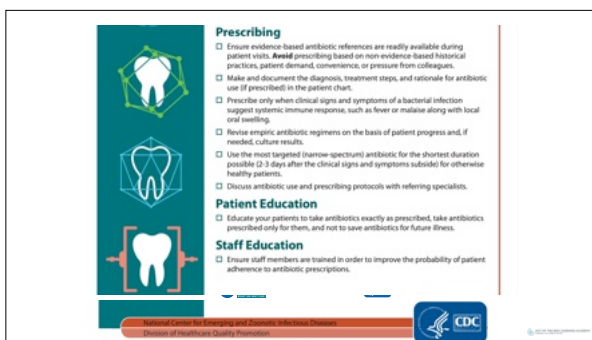 Prescribing
☐ Ensure evidence-based antibiotic references are readily available during
patient visits. Avoid prescribing based on non-evidence-based historical
practices, patient demand, convenience, or pressure from colleagues.
☐ Make and document the diagnosis, treatment steps, and rationale for antibiotic
use (if prescribed) in the patient chart.
☐ Prescribe only when clinical signs and symptoms of a bacterial infection
suggest systemic immune response, such as fever or malaise along with local
oral swelling.
☐ Revise empiric antibiotic regimens on the basis of patient progress and, if
needed, culture results.
☐ Use the most targeted (narrow-spectrum) antibiotic for the shortest duration
possible (2-3 days after the clinical signs and symptoms subside) for otherwise
healthy patients.
☐ Discuss antibiotic use and prescribing protocols with referring specialists.
Patient Education
☐ Educate your patients to take antibiotics exactly as prescribed, take antibiotics
prescribed only for them, and not to save antibiotics for future illness.
Staff Education
☐ Ensure staff members are trained in order to improve the probability of patient
adherence to antibiotic prescriptions.
National Center for Emerging and Zoonotic Infectious Diseases
Division of Healthcare Quality Promotion
CDC